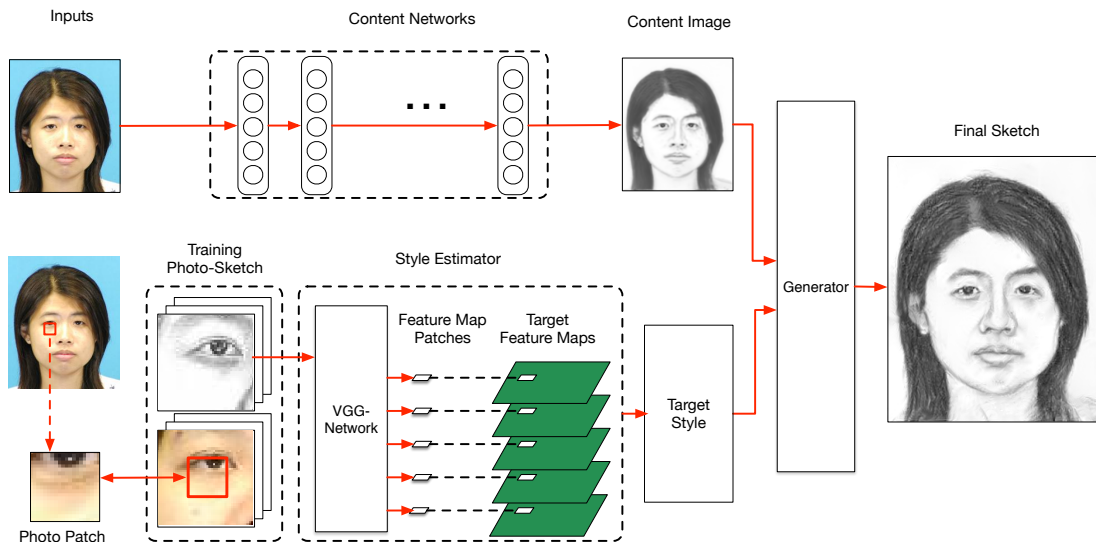 Inputs
Content Networks
Content Image
...
Final Sketch
Training
Photo-Sketch
Style Estimator
Feature Map
Patches
Target
Feature Maps
VGG-
Network
Target
Style
Generator
Photo Patch